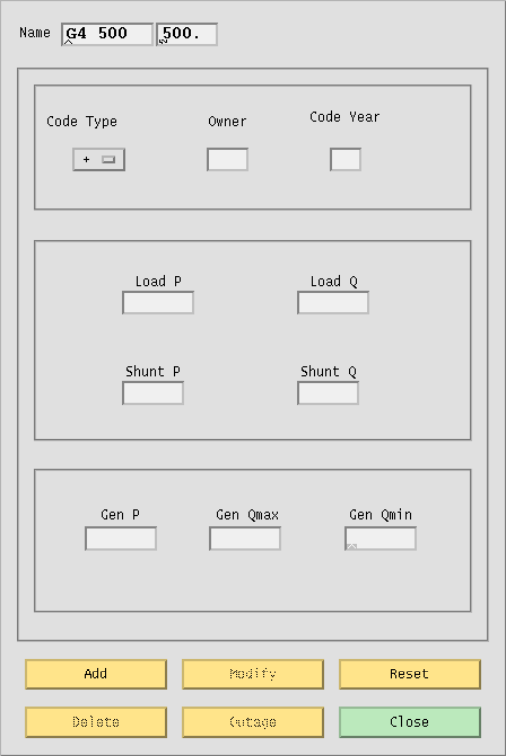 Name G4 500 500.
Code Type Owner Code Year
+
Load P Load Q
Shunt P Shunt Q
Gen P Gen Qmax Gen Qmin
Add Modify Reset
Delete Outage Close